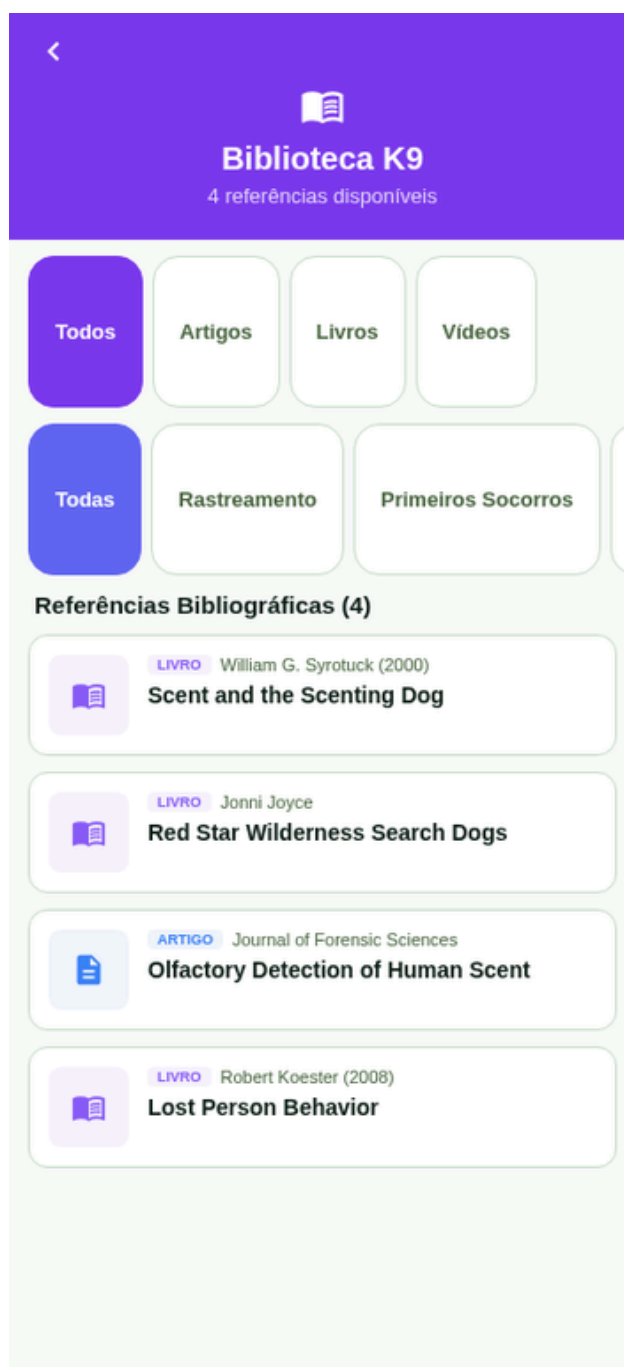 Biblioteca K9
4 referências disponíveis
Todos Artigos Livros Vídeos
Todas Rastreamento Primeiros Socorros
Referências Bibliográficas (4)
LIVRO William G. Syrotuck (2000)
Scent and the Scenting Dog
LIVRO Jonni Joyce
Red Star Wilderness Search Dogs
ARTIGO Journal of Forensic Sciences
Olfactory Detection of Human Scent
LIVRO Robert Koester (2008)
Lost Person Behavior